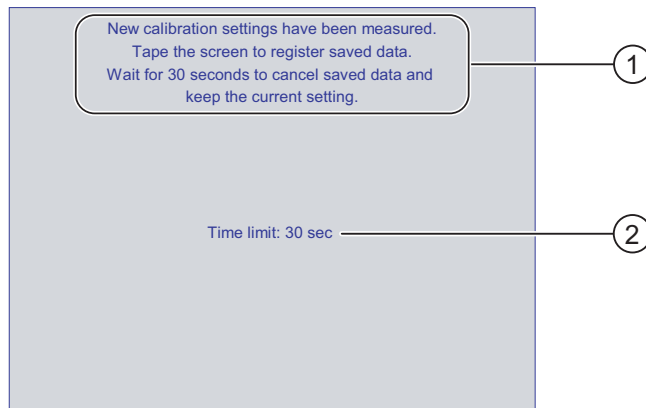 New calibration settings have been measured.
Tape the screen to register saved data.
Wait for 30 seconds to cancel saved data and
keep the current setting.
1
Time limit: 30 sec
2